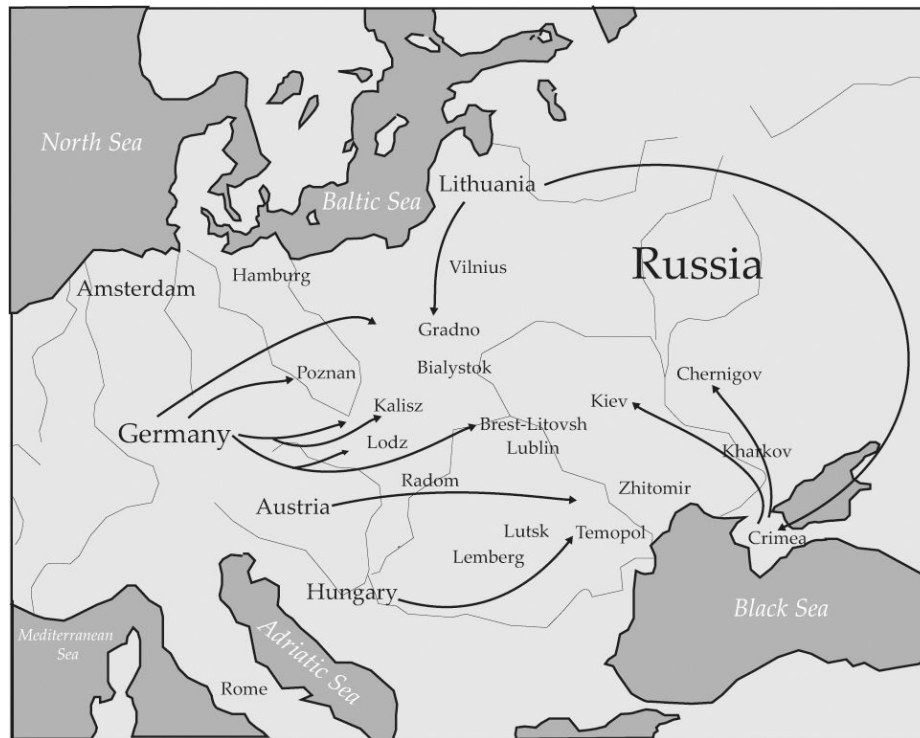 North Sea
Baltic Sea
Lithuania
Russia
Vilnius
Hamburg
Amsterdam
Gradno
Bialystok
Poznan
Chernigov
Kiev
Kalisz
Germany
Brest-Litovsh
Lodz
Lublin
Kharkov
Radom
Zhitomir
Austria
Lutsk
Temopol
Crimea
Lemberg
Hungary
Black Sea
Mediterranean
Sea
Adriatic Sea
Rome